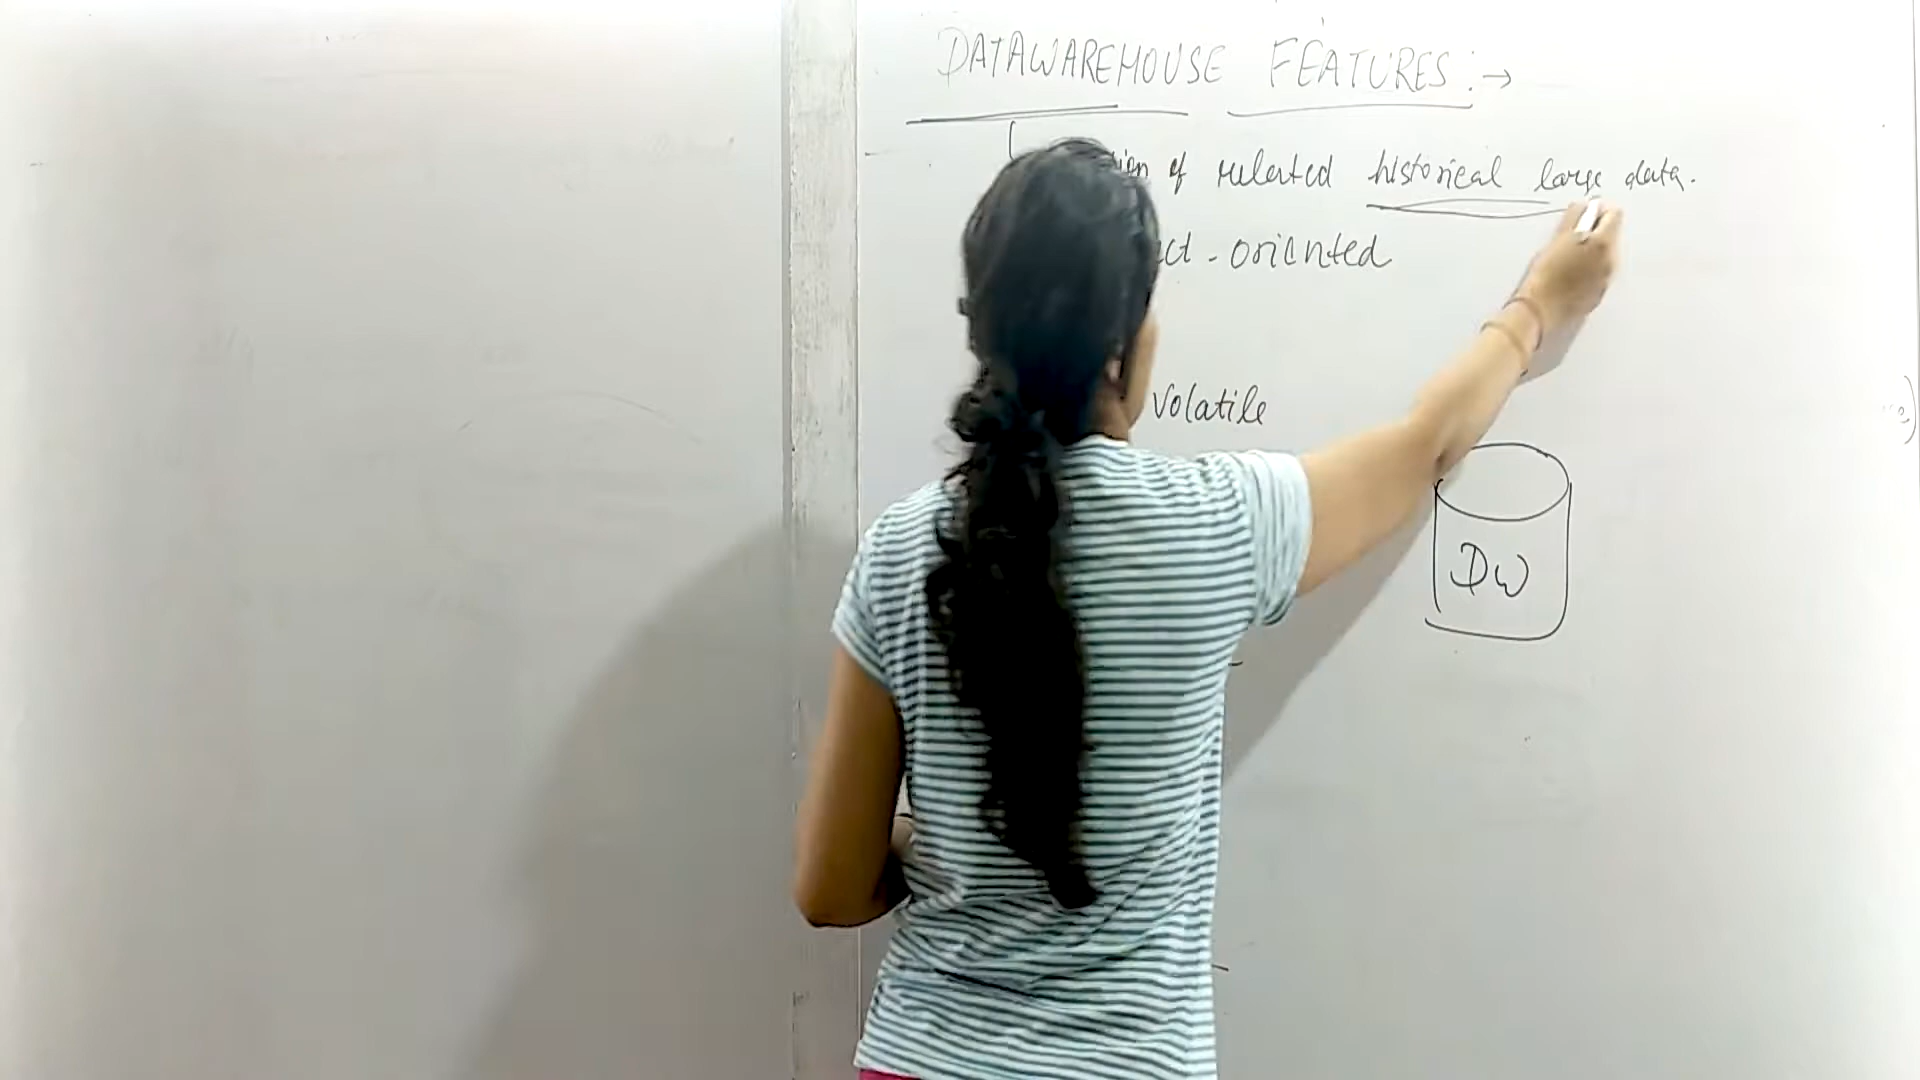 DATAWAREHOUSE FEATURES :→
of related historical large data.
- oriented
volatile
DW